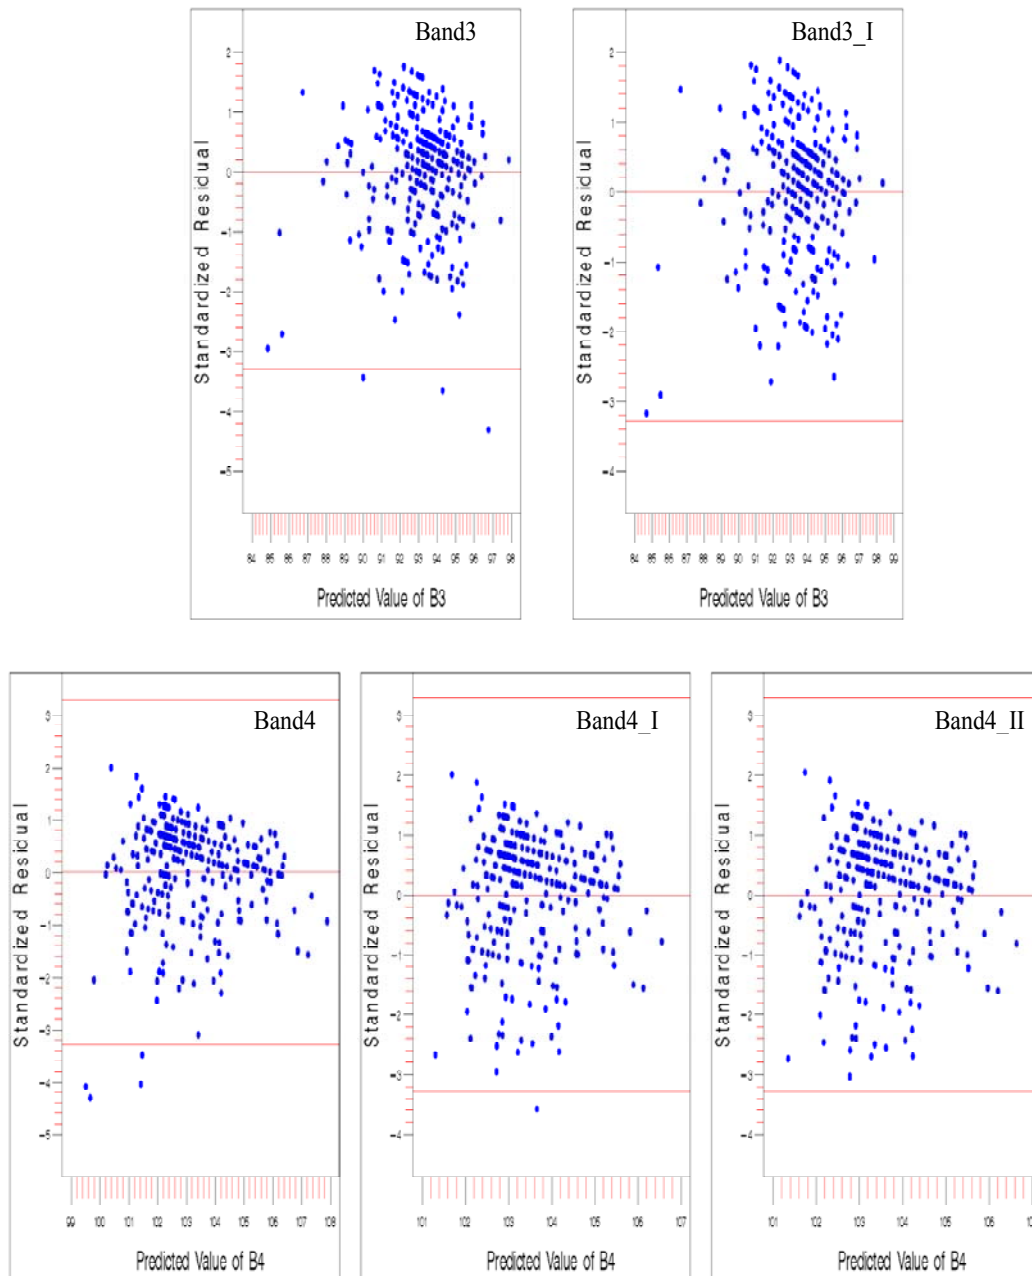 Band3
Standardized Residual
2
1
0
-1
-2
-3
-4
-5
84 85 86 87 88 89 90 91 92 93 94 95 96 97 98
Predicted Value of B3
Band3_I
Standardized Residual
2
1
0
-1
-2
-3
-4
84 85 86 87 88 89 90 91 92 93 94 95 96 97 98 99
Predicted Value of B3
Band4
Standardized Residual
3
2
1
0
-1
-2
-3
-4
-5
99 100 101 102 103 104 105 106 107 108
Predicted Value of B4
Band4_I
Standardized Residual
3
2
1
0
-1
-2
-3
-4
101 102 103 104 105 106 107
Predicted Value of B4
Band4_II
Standardized Residual
3
2
1
0
-1
-2
-3
-4
101 102 103 104 105 106
Predicted Value of B4